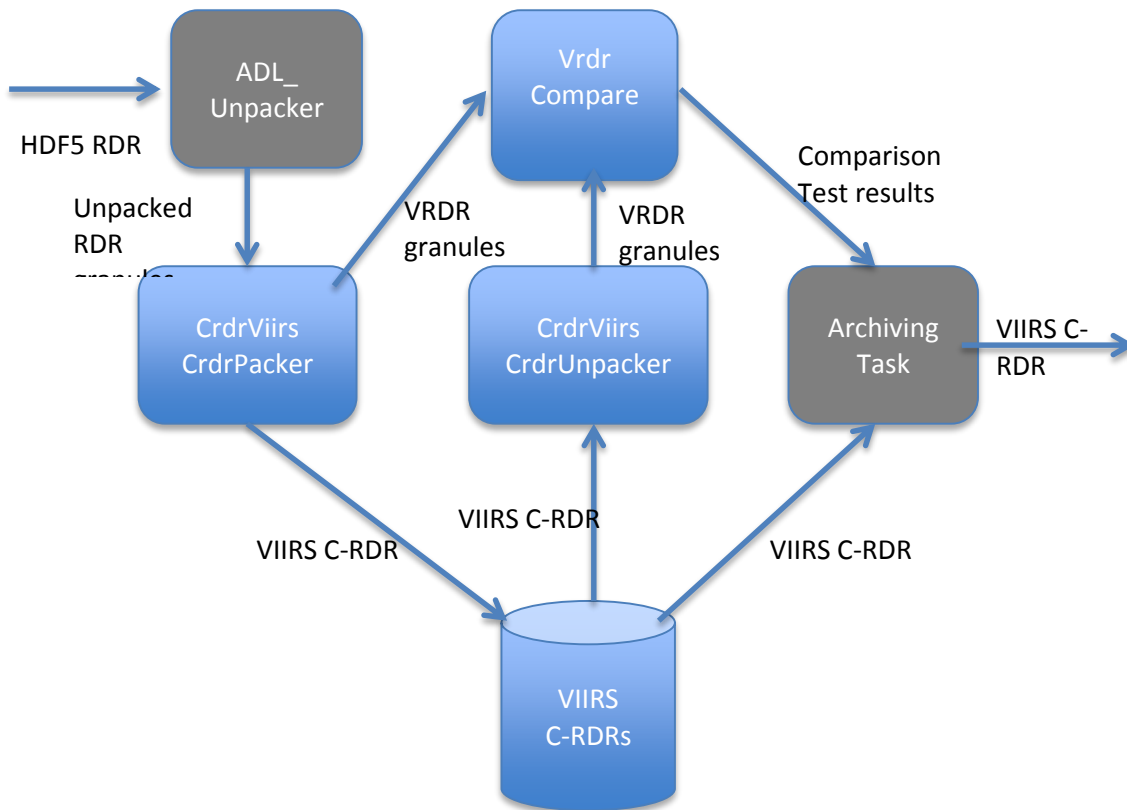 ADL_
Unpacker
Vrdr
Compare
HDF5 RDR
Comparison
Test results
Unpacked
RDR
granules
VRDR
granules
VRDR
granules
CrdrViirs
CrdrPacker
CrdrViirs
CrdrUnpacker
Archiving
Task
VIIRS C-
RDR
VIIRS C-RDR
VIIRS C-RDR
VIIRS C-RDR
VIIRS
C-RDRs